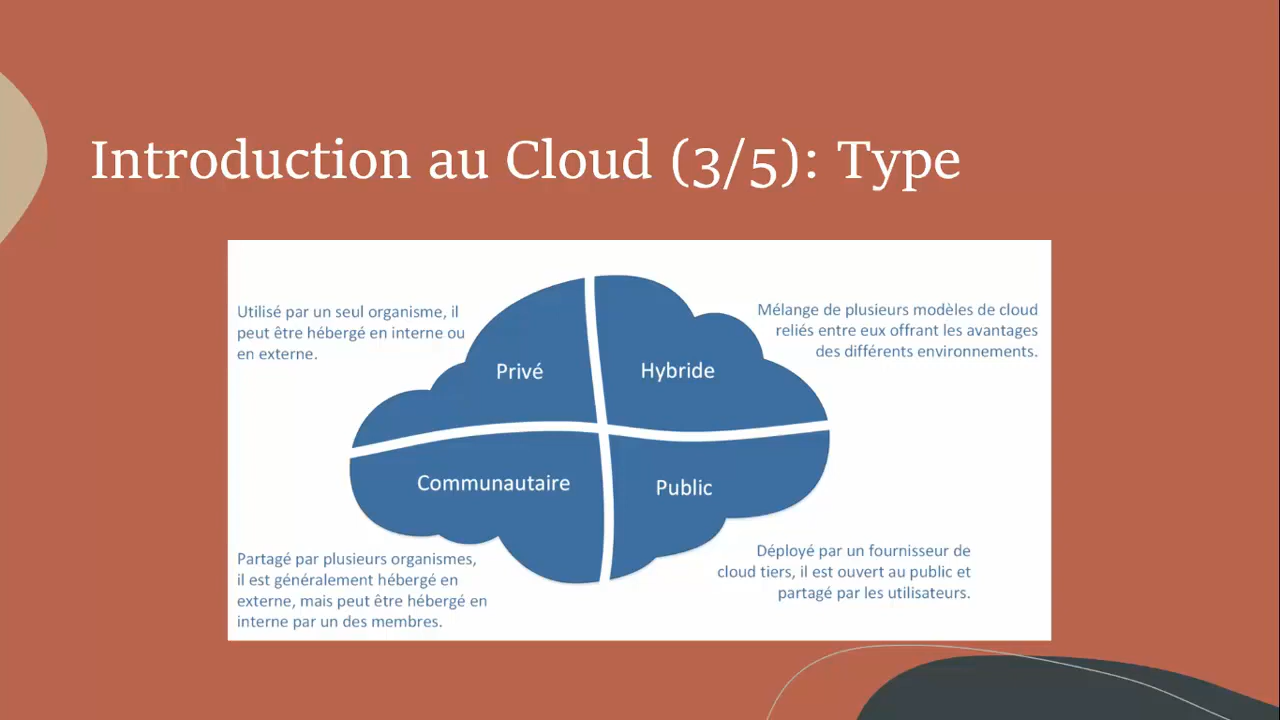 Introduction au Cloud (3/5): Type
Utilisé par un seul organisme, il
peut être hébergé en interne ou
en externe.
Mélange de plusieurs modèles de cloud
reliés entre eux offrant les avantages
des différents environnements.
Privé
Hybride
Communautaire
Public
Partagé par plusieurs organismes,
il est généralement hébergé en
externe, mais peut être hébergé en
interne par un des membres.
Déployé par un fournisseur de
cloud tiers, il est ouvert au public et
partagé par les utilisateurs.